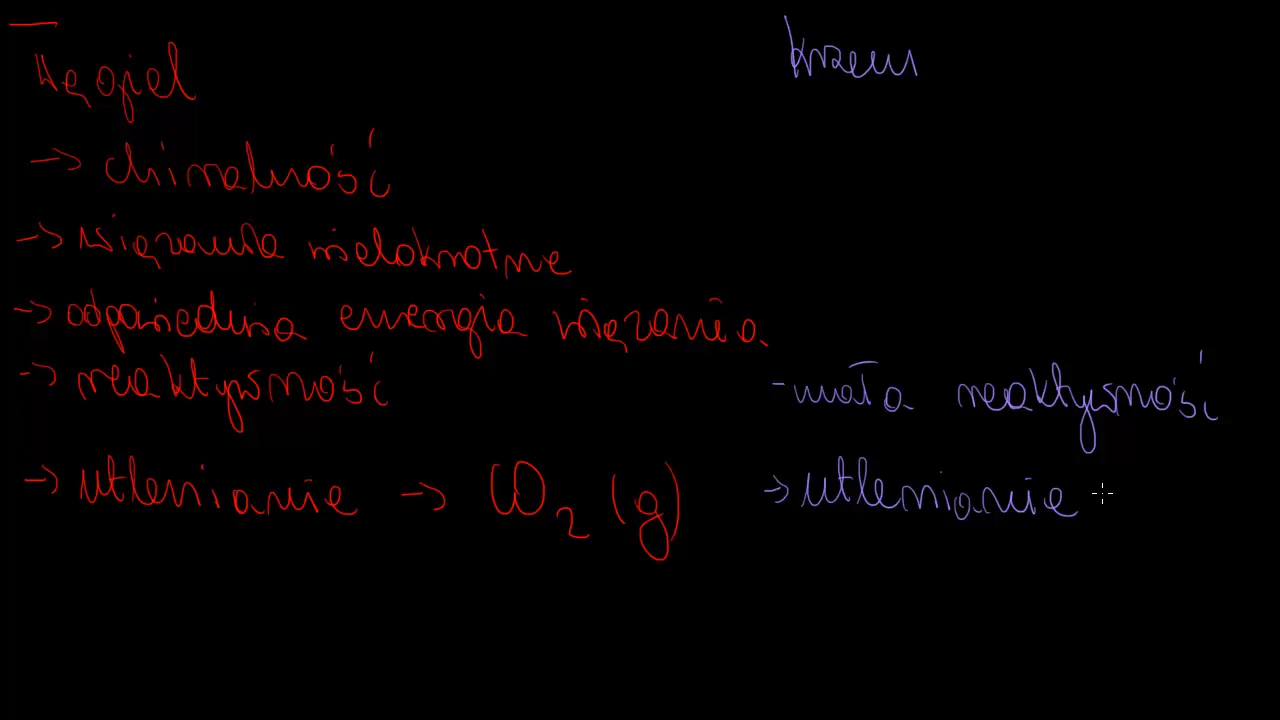 Węgiel
Krzem
-> chiralność
-> wiązania wielokrotne
-> odpowiednia energia wiązania
-> reaktywność
- mała reaktywność
-> utlenianie -> CO2 (g)
-> utlenianie